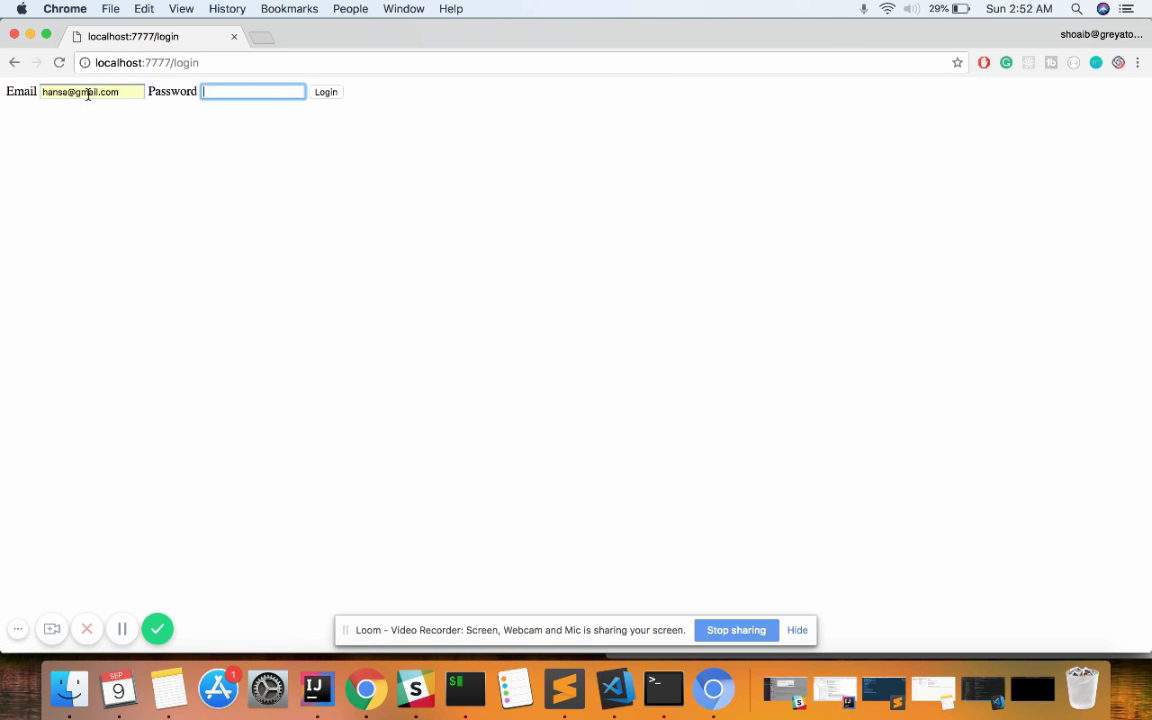 Chrome File Edit View History Bookmarks People Window Help 29% Sun 2:52 AM
localhost:7777/login
shoaib@greyato...
localhost:7777/login
Email hansa@gmail.com Password Login
Loom - Video Recorder: Screen, Webcam and Mic is sharing your screen. Stop sharing Hide
SEP
9
1
IJ
$
>_